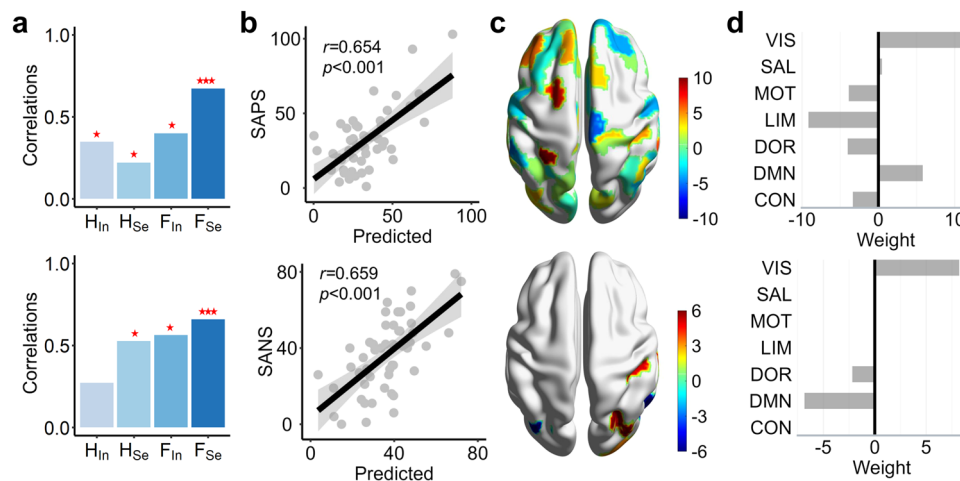 a
b
c
d
1.0
0.5
0.0
Correlations
★
★
★
★★★
H_In
H_Se
F_In
F_Se
100
50
0
SAPS
r=0.654
p<0.001
0
50
100
Predicted
10
5
0
-5
-10
VIS
SAL
MOT
LIM
DOR
DMN
CON
-10
0
10
Weight
1.0
0.5
0.0
Correlations
★
★
★★★
H_In
H_Se
F_In
F_Se
80
40
0
SANS
r=0.659
p<0.001
0
40
80
Predicted
6
3
0
-3
-6
VIS
SAL
MOT
LIM
DOR
DMN
CON
-5
0
5
Weight